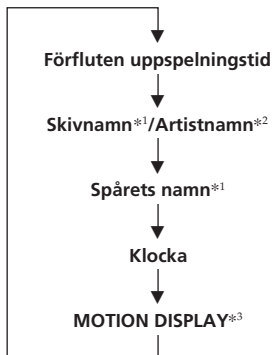 Förfluten uppspelningstid
Skivnamn*1/Artistnamn*2
Spårets namn*1
Klocka
MOTION DISPLAY*3